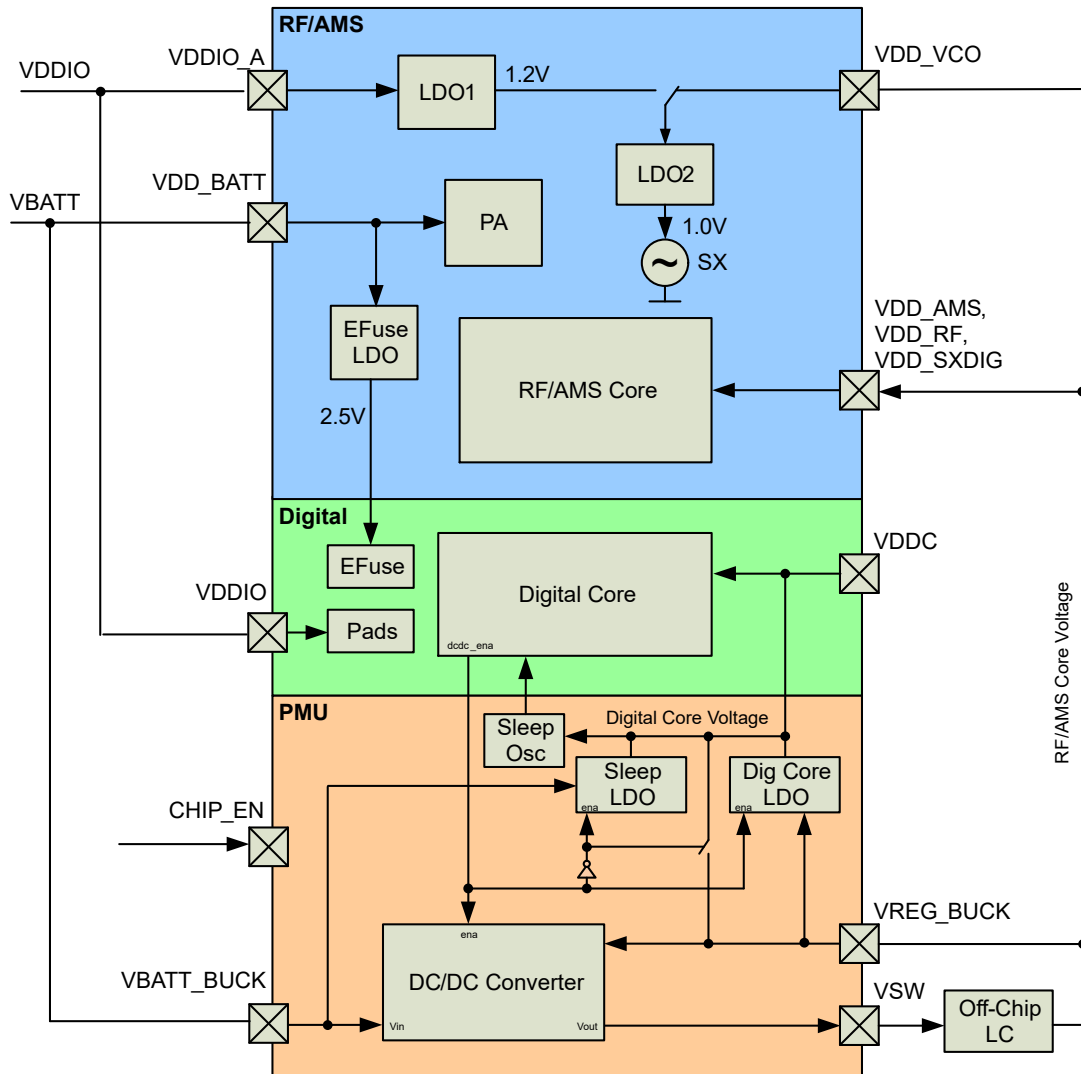 RF/AMS
VDDIO
VDDIO_A
LDO1
1.2V
VDD_VCO
LDO2
1.0V
SX
VBATT
VDD_BATT
PA
EFuse
LDO
2.5V
RF/AMS Core
VDD_AMS,
VDD_RF,
VDD_SXDIG
Digital
EFuse
VDDIO
Pads
Digital Core
dcdc_ena
VDDC
RF/AMS Core Voltage
PMU
Sleep
Osc
Digital Core Voltage
Sleep
LDO
ena
Dig Core
LDO
ena
CHIP_EN
VREG_BUCK
ena
DC/DC Converter
Vin
Vout
VBATT_BUCK
VSW
Off-Chip
LC